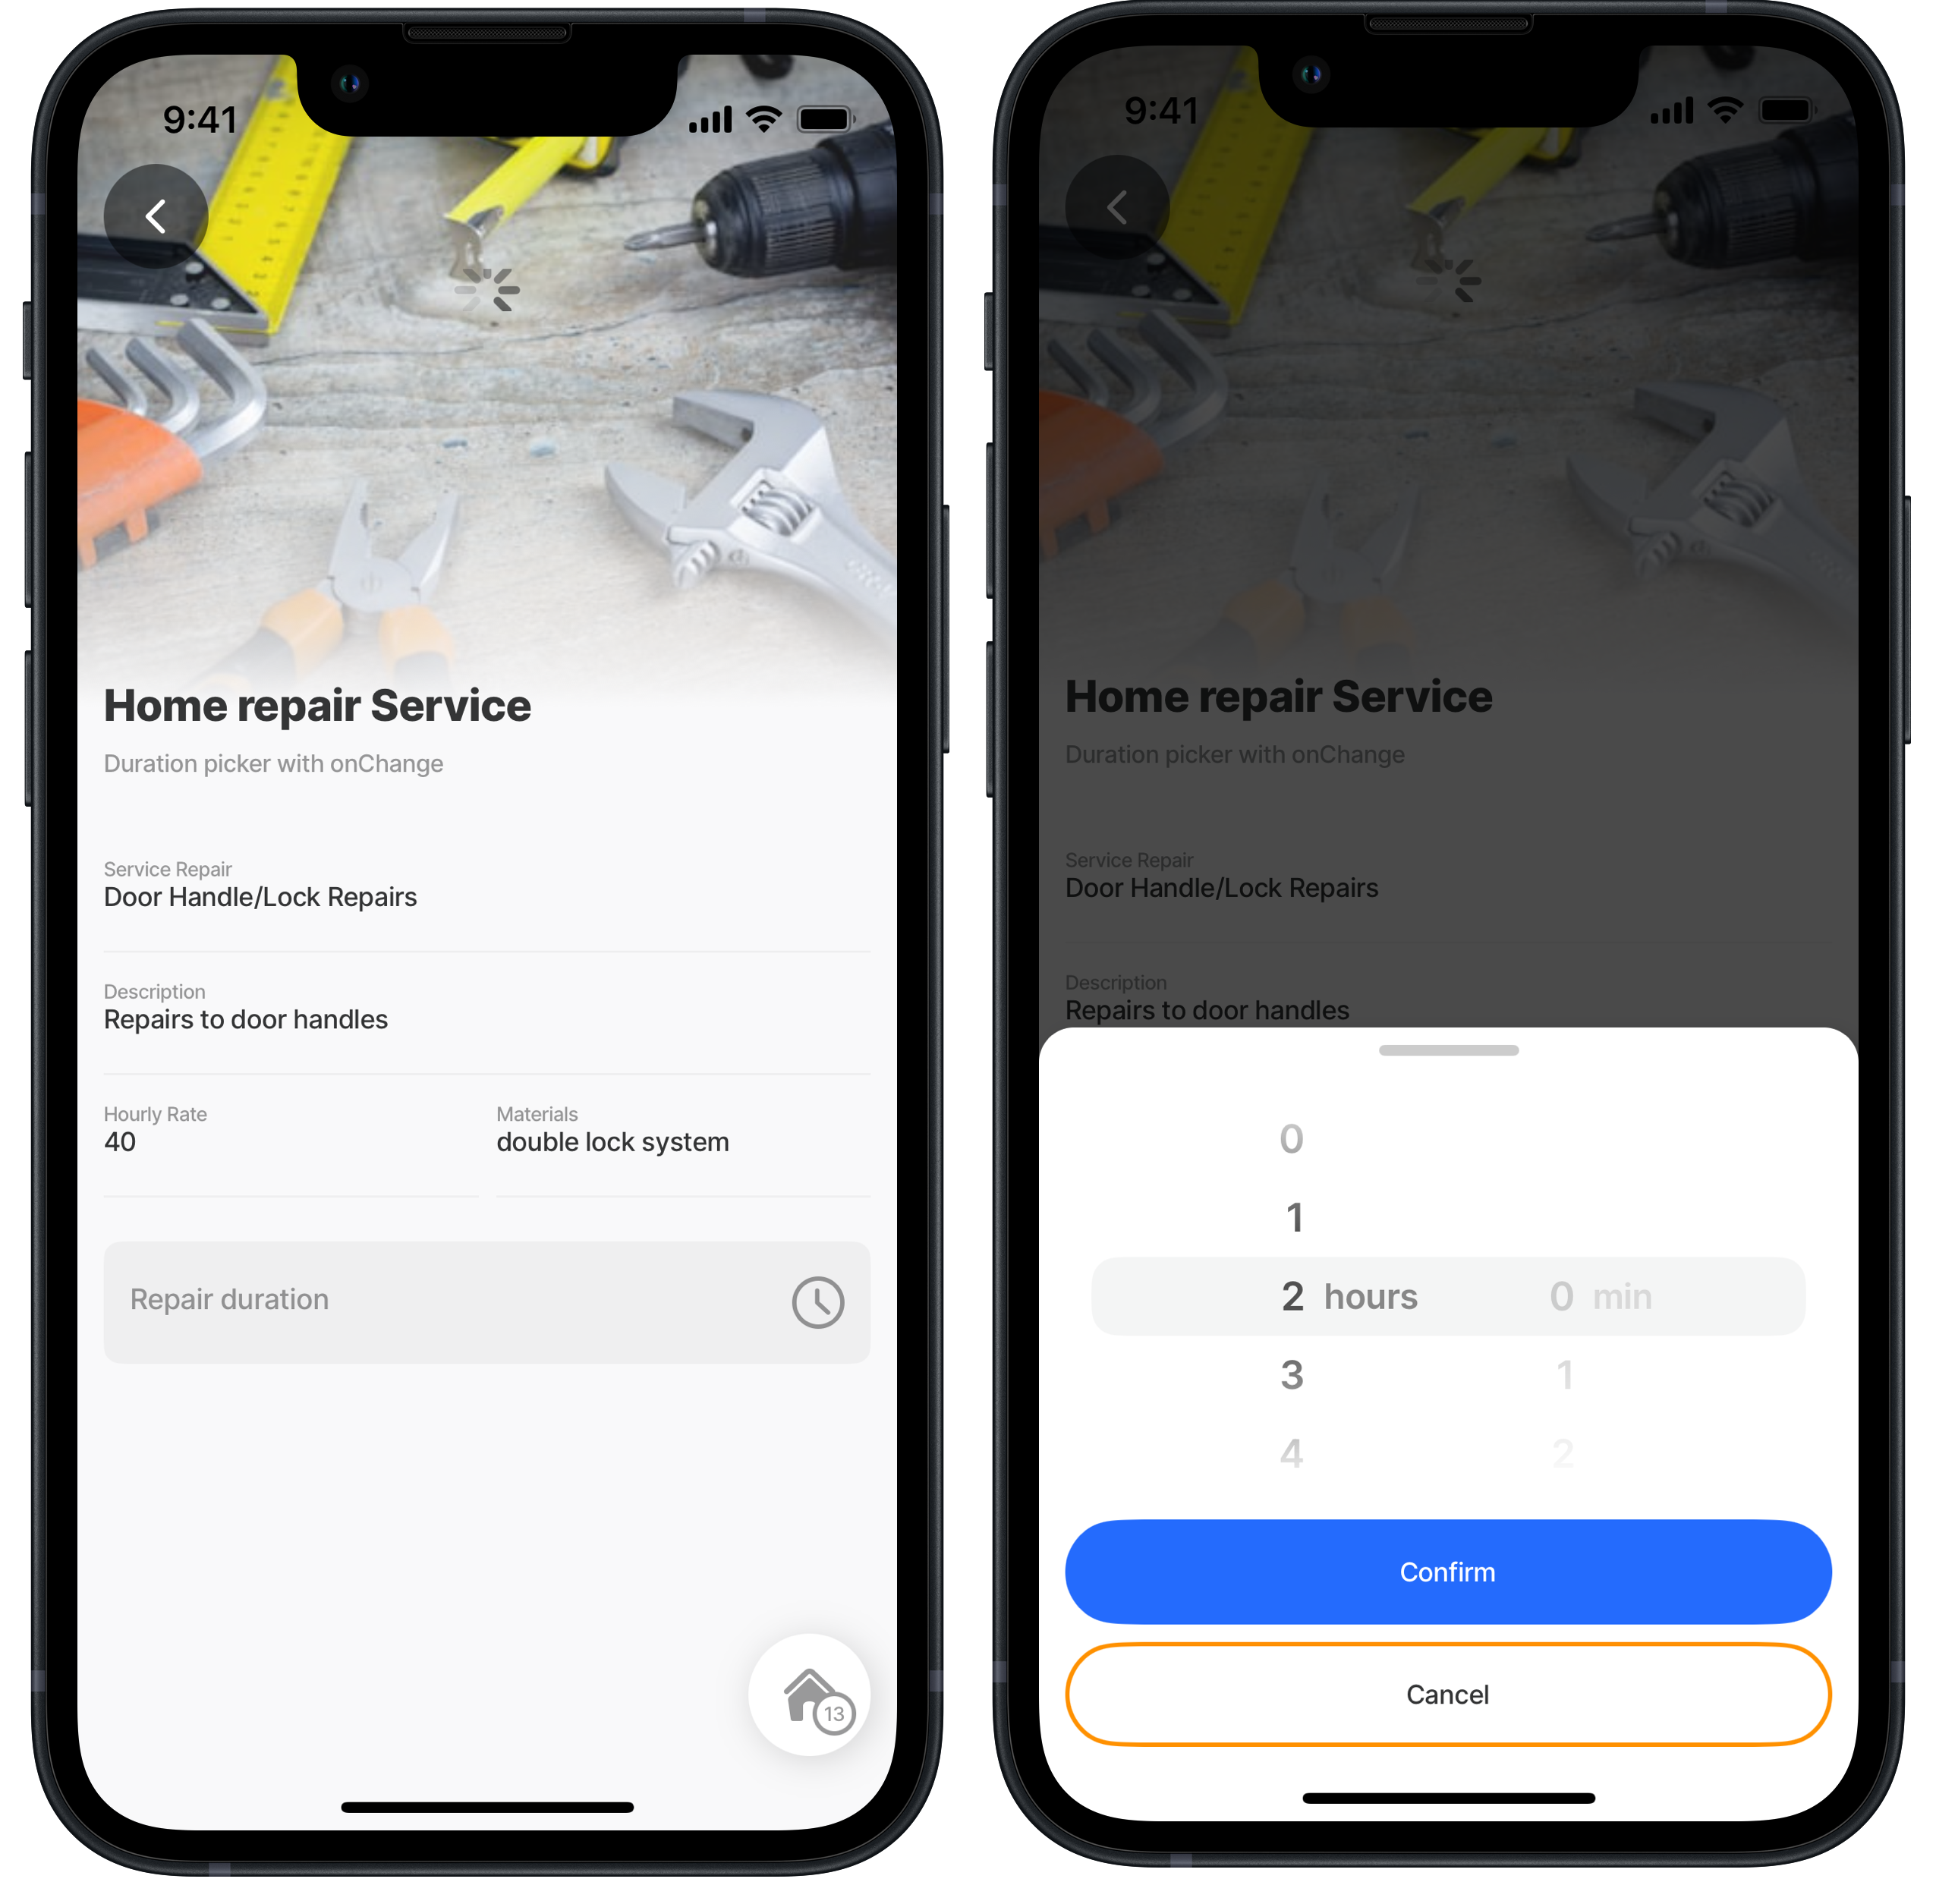 9:41
Home repair Service
Duration picker with onChange
Service Repair
Door Handle/Lock Repairs
Description
Repairs to door handles
Hourly Rate
Materials
40
double lock system
Repair duration
13
9:41
Home repair Service
Duration picker with onChange
Service Repair
Door Handle/Lock Repairs
Description
Repairs to door handles
0
1
2 hours 0 min
3 1
4 2
Confirm
Cancel